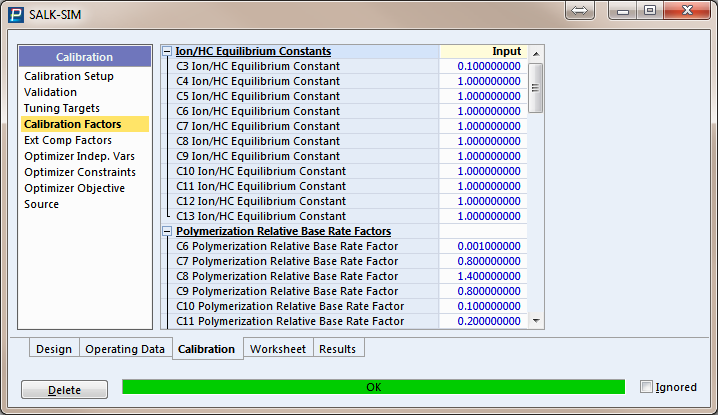 SALK-SIM
Calibration
Calibration Setup
Validation
Tuning Targets
Calibration Factors
Ext Comp Factors
Optimizer Indep. Vars
Optimizer Constraints
Optimizer Objective
Source
Ion/HC Equilibrium Constants Input
C3 Ion/HC Equilibrium Constant 0.100000000
C4 Ion/HC Equilibrium Constant 1.000000000
C5 Ion/HC Equilibrium Constant 1.000000000
C6 Ion/HC Equilibrium Constant 1.000000000
C7 Ion/HC Equilibrium Constant 1.000000000
C8 Ion/HC Equilibrium Constant 1.000000000
C9 Ion/HC Equilibrium Constant 1.000000000
C10 Ion/HC Equilibrium Constant 1.000000000
C11 Ion/HC Equilibrium Constant 1.000000000
C12 Ion/HC Equilibrium Constant 1.000000000
C13 Ion/HC Equilibrium Constant 1.000000000
Polymerization Relative Base Rate Factors
C6 Polymerization Relative Base Rate Factor 0.001000000
C7 Polymerization Relative Base Rate Factor 0.800000000
C8 Polymerization Relative Base Rate Factor 1.400000000
C9 Polymerization Relative Base Rate Factor 0.800000000
C10 Polymerization Relative Base Rate Factor 0.100000000
C11 Polymerization Relative Base Rate Factor 0.200000000
Design Operating Data Calibration Worksheet Results
Delete OK Ignored